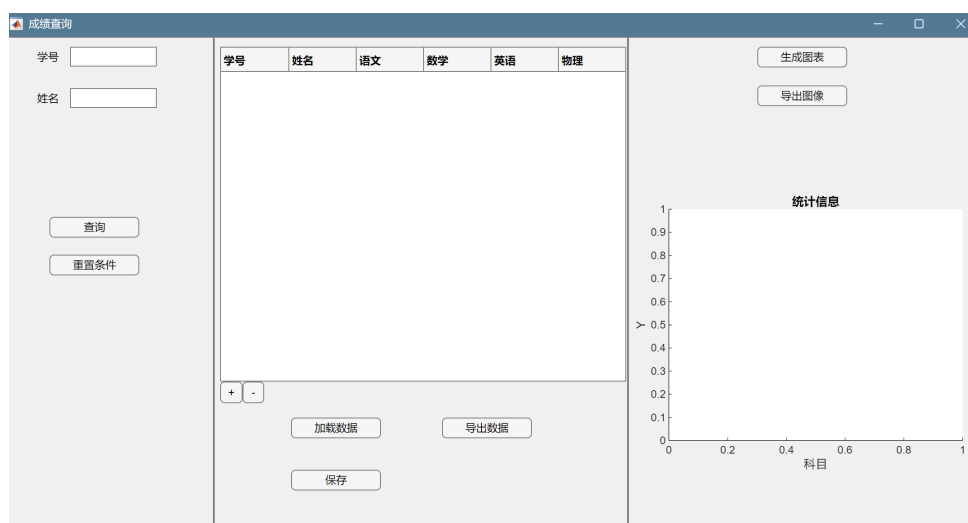 成绩查询
学号
姓名
查询
重置条件
学号 姓名 语文 数学 英语 物理
+ -
加载数据 导出数据
保存
生成图表
导出图像
统计信息
1
0.9
0.8
0.7
0.6
0.5
0.4
0.3
0.2
0.1
0
Y
0 0.2 0.4 0.6 0.8 1
科目